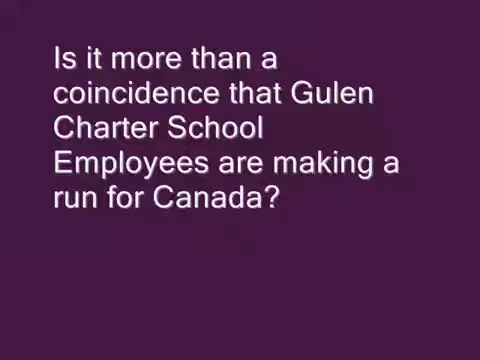 Is it more than a
coincidence that Gulen
Charter School
Employees are making a
run for Canada?